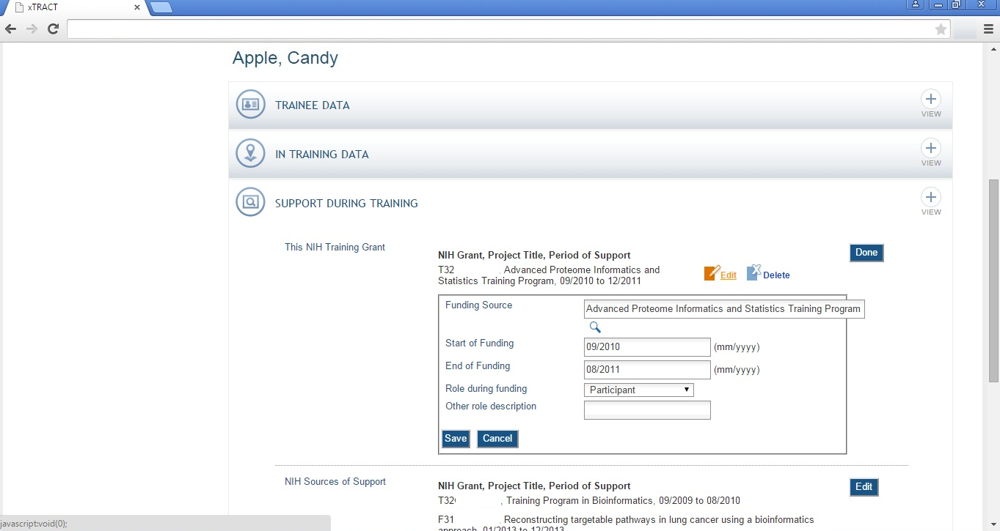 xTRACT
Apple, Candy
TRAINEE DATA
VIEW
IN TRAINING DATA
VIEW
SUPPORT DURING TRAINING
VIEW
This NIH Training Grant
NIH Grant, Project Title, Period of Support
Done
T32 , Advanced Proteome Informatics and
Statistics Training Program, 09/2010 to 12/2011
Edit Delete
Funding Source
Advanced Proteome Informatics and Statistics Training Program
Start of Funding 09/2010 (mm/yyyy)
End of Funding 08/2011 (mm/yyyy)
Role during funding Participant
Other role description
Save Cancel
NIH Sources of Support
NIH Grant, Project Title, Period of Support
Edit
T32 , Training Program in Bioinformatics, 09/2009 to 08/2010
F31 , Reconstructing targetable pathways in lung cancer using a bioinformatics
approach, 01/2013 to 12/2013
javascript:void(0);